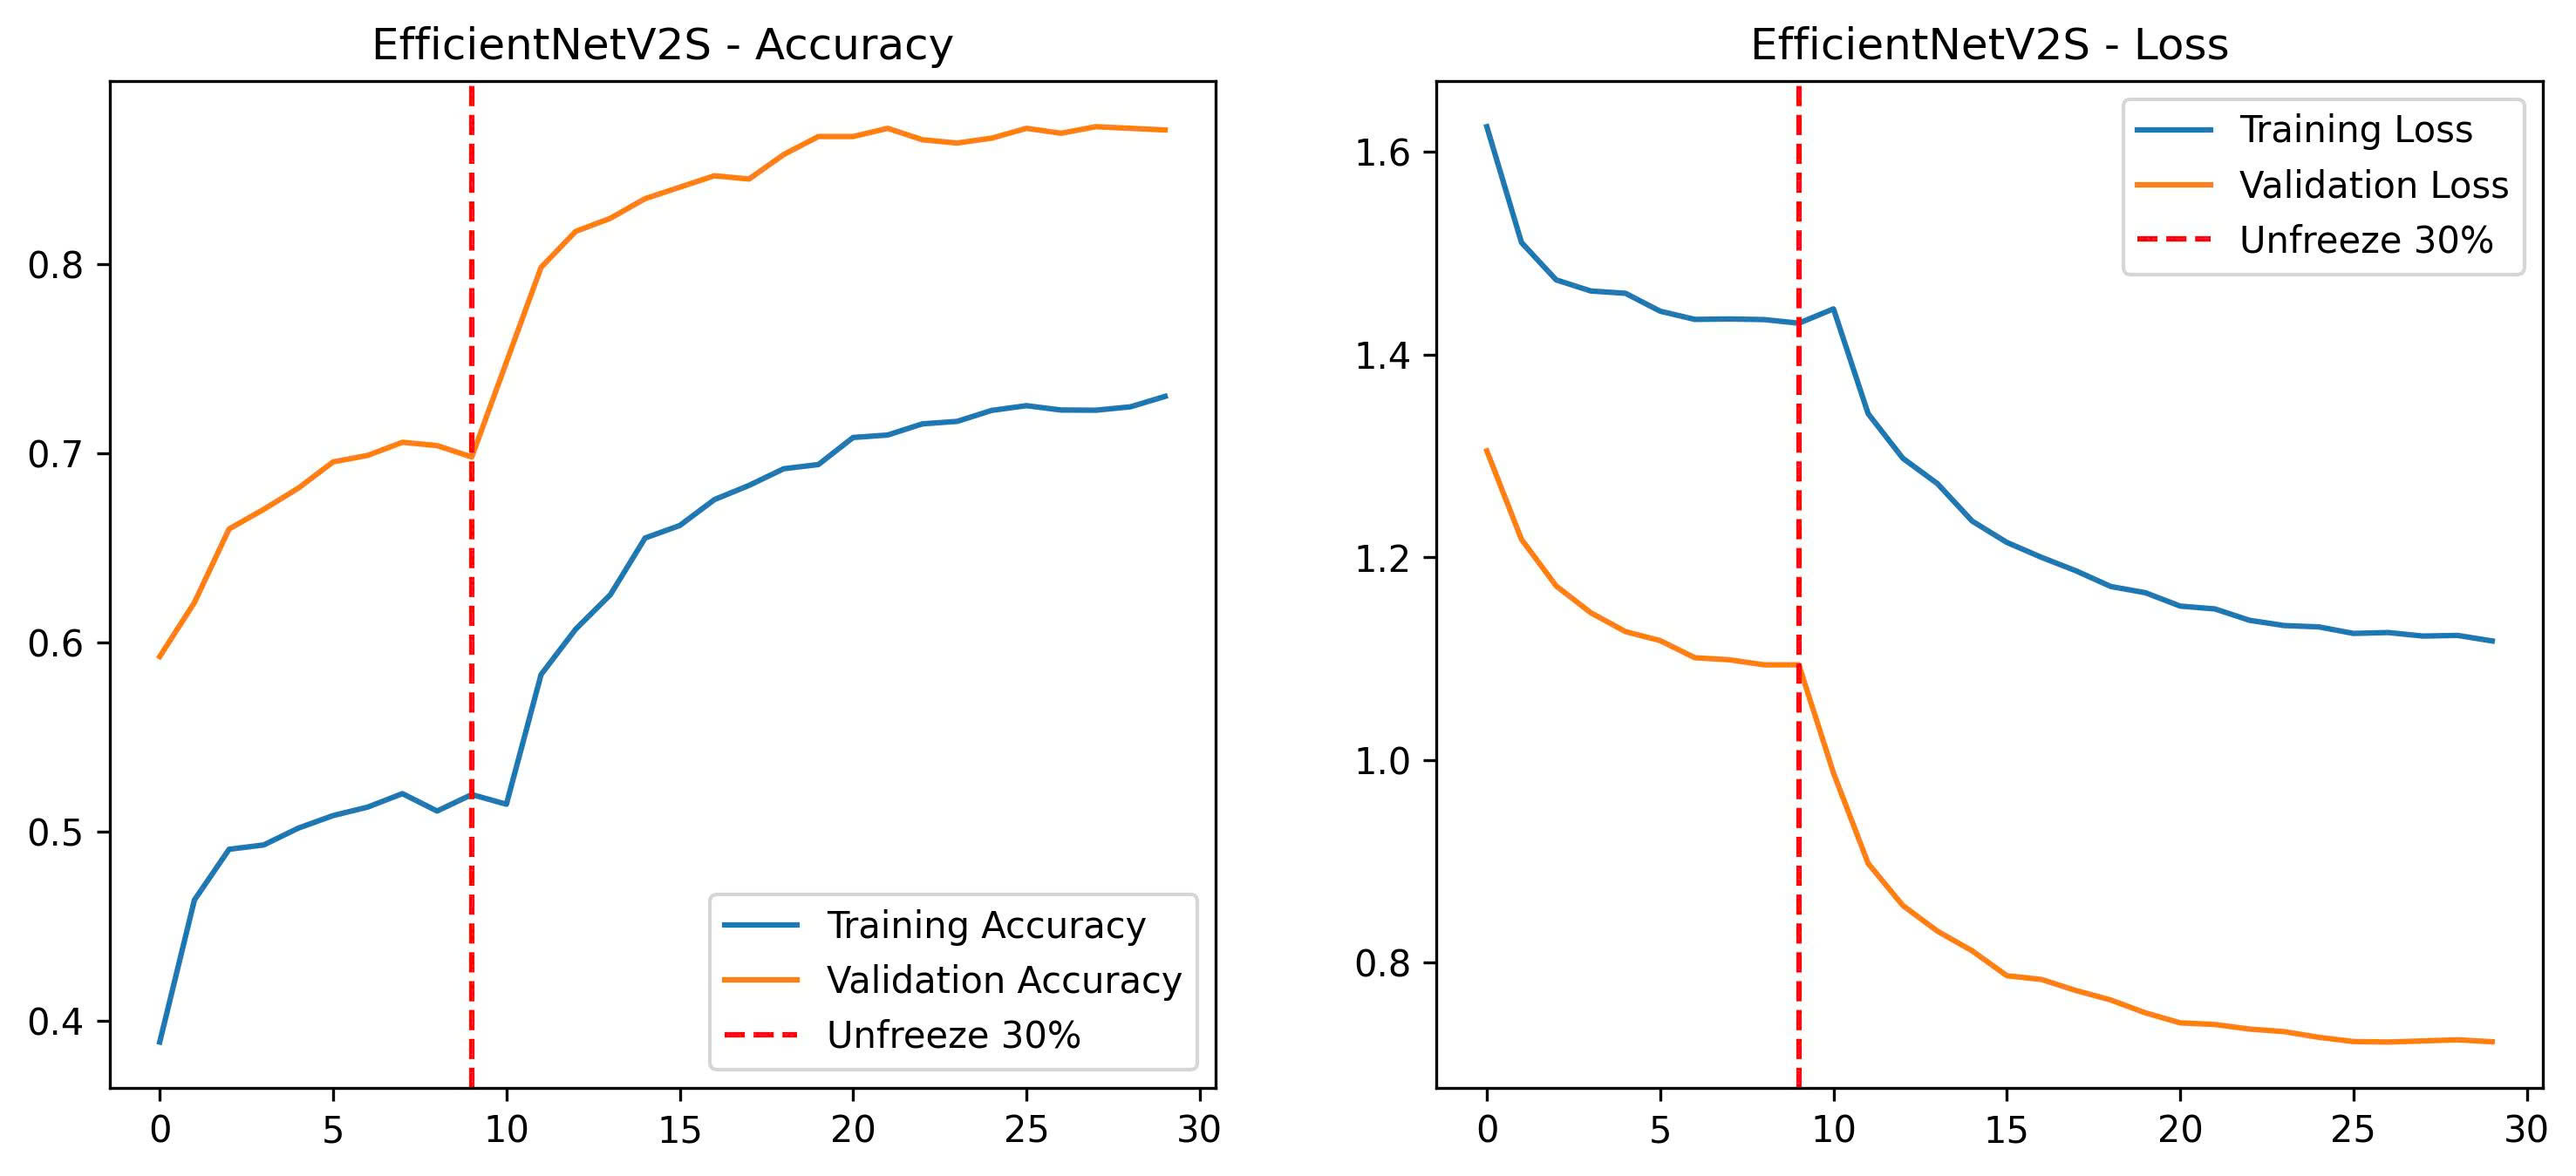 EfficientNetV2S - Accuracy
0.8
0.7
0.6
0.5
0.4
Training Accuracy
Validation Accuracy
Unfreeze 30%
0 5 10 15 20 25 30
EfficientNetV2S - Loss
1.6
1.4
1.2
1.0
0.8
Training Loss
Validation Loss
Unfreeze 30%
0 5 10 15 20 25 30